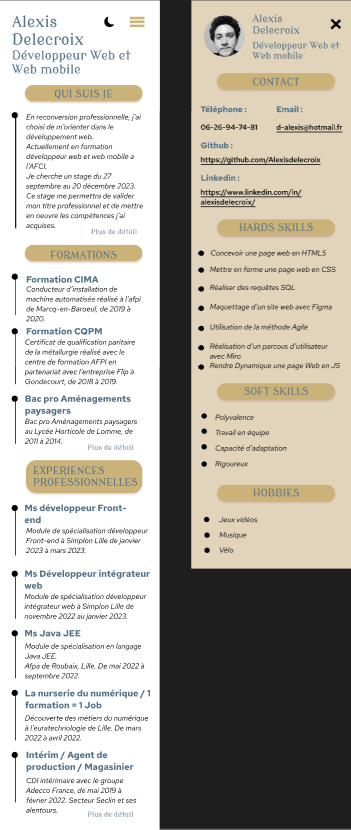 Alexis
Delecroix
Développeur Web et
Web mobile
QUI SUIS JE
En reconversion professionnelle, j'ai
choisi de m'orienter dans le
développement web.
Actuellement en formation
développeur web et web mobile a
l'AFCI.
Je cherche un stage du 27
septembre au 20 décembre 2023.
Ce stage me permettra de valider
mon titre professionnel et de mettre
en oeuvre les compétences j'ai
acquises.
Plus de détail
FORMATIONS
Formation CIMA
Conducteur d'installation de
machine automatisée réalisé à l'afpi
de Marcq-en-Baroeul, de 2019 à
2020.
Formation CQPM
Certificat de qualification paritaire
de la métallurgie réalisé avec le
centre de formation AFPI en
partenariat avec l'entreprise Flip à
Gondecourt, de 2018 à 2019.
Bac pro Aménagements
paysagers
Bac pro Aménagements paysagers
au Lycée Horticole de Lomme, de
2011 à 2014.
Plus de détail
EXPERIENCES
PROFESSIONNELLES
Ms développeur Front-
end
Module de spécialisation développeur
Front-end à Simplon Lille de janvier
2023 à mars 2023.
Ms Développeur intégrateur
web
Module de spécialisation développeur
intégrateur web à Simplon Lille de
novembre 2022 au janvier 2023.
Ms Java JEE
Module de spécialisation en langage
Java JEE.
Afpa de Roubaix, Lille. De mai 2022 à
septembre 2022.
La nurserie du numérique / 1
formation = 1 Job
Découverte des métiers du numérique
à l'euratechnologie de Lille. De mars
2022 à avril 2022.
Intérim / Agent de
production / Magasinier
CDI intérimaire avec le groupe
Adecco France, de mai 2019 à
février 2022. Secteur Seclin et ses
alentours.
Plus de détail
Alexis
Delecroix
Développeur Web et
Web mobile
CONTACT
Téléphone : Email :
06-26-94-74-81 d-alexis@hotmail.fr
Github :
https://github.com/Alexisdelecroix
Linkedin :
https://www.linkedin.com/in/
alexisdelecroix/
HARDS SKILLS
Concevoir une page web en HTML5
Mettre en forme une page web en CSS
Réaliser des requêtes SQL
Maquettage d'un site web avec Figma
Utilisation de la méthode Agile
Réalisation d'un parcours d'utilisateur
avec Miro
Rendre Dynamique une page Web en JS
SOFT SKILLS
Polyvalence
Travail en équipe
Capacité d'adaptation
Rigoureux
HOBBIES
Jeux vidéos
Musique
Vélo